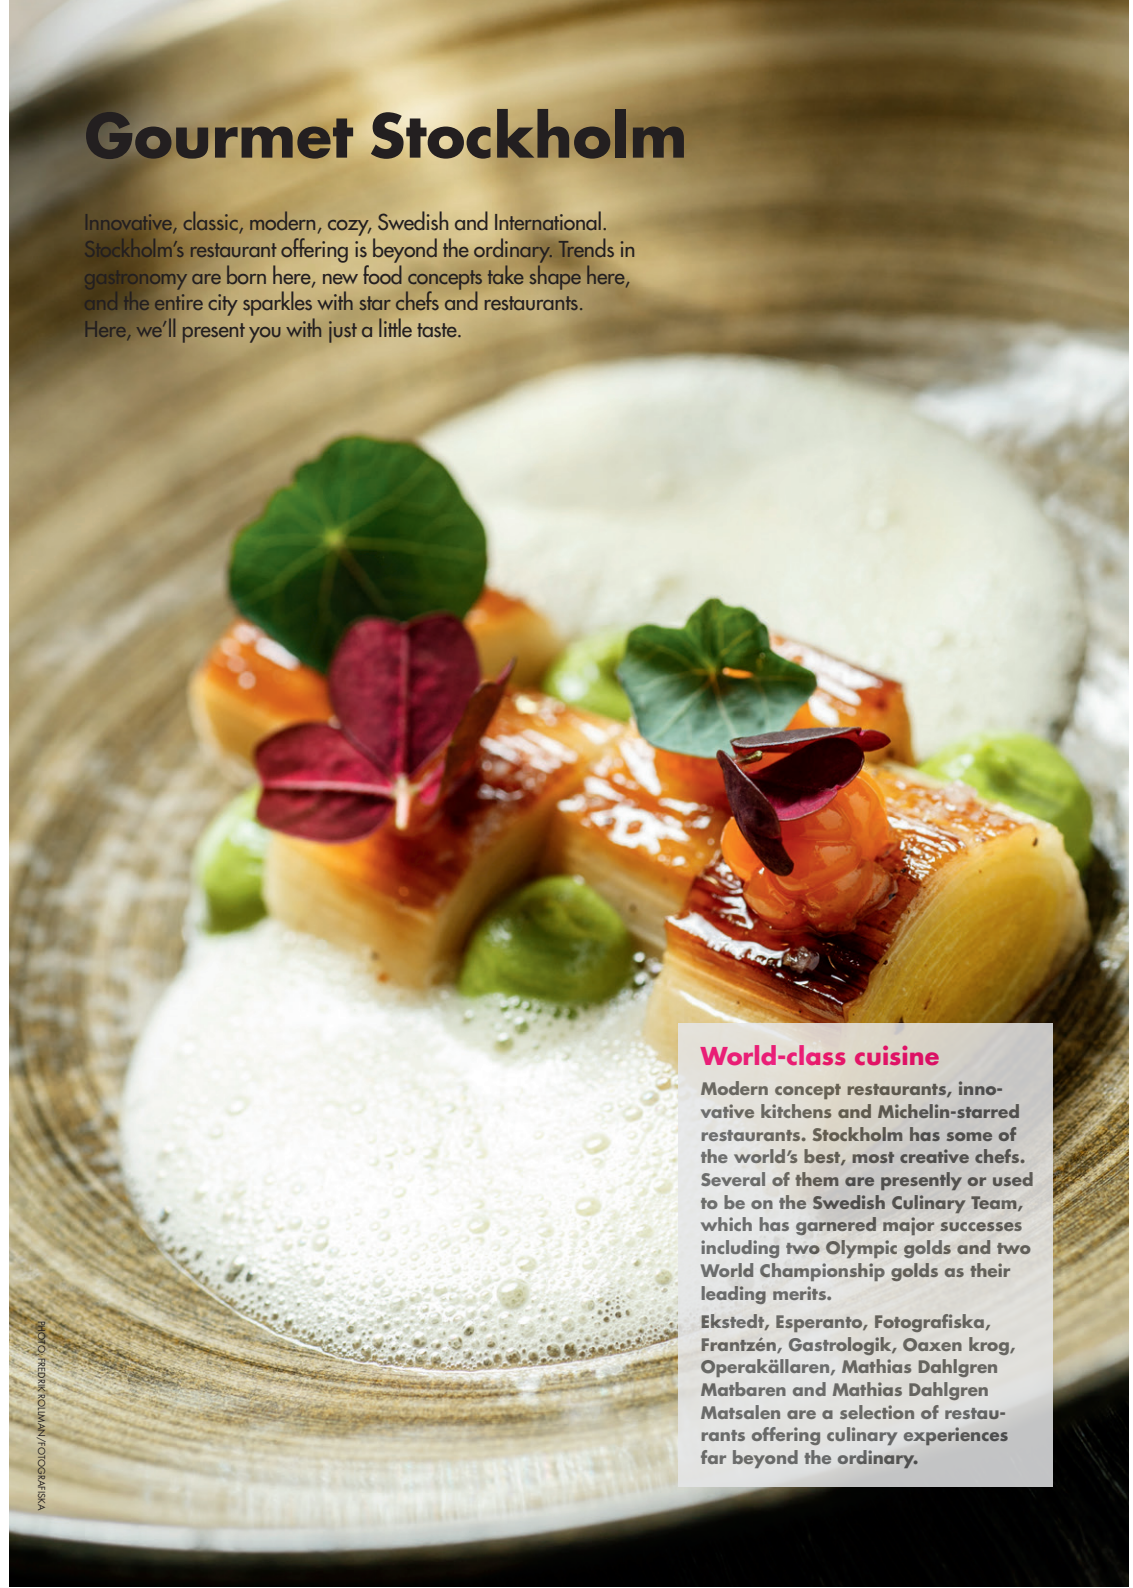 Gourmet Stockholm
Innovative, classic, modern, cozy, Swedish and International.
Stockholm’s restaurant offering is beyond the ordinary. Trends in
gastronomy are born here, new food concepts take shape here,
and the entire city sparkles with star chefs and restaurants.
Here, we’ll present you with just a little taste.
World-class cuisine
Modern concept restaurants, inno-
vative kitchens and Michelin-starred
restaurants. Stockholm has some of
the world’s best, most creative chefs.
Several of them are presently or used
to be on the Swedish Culinary Team,
which has garnered major successes
including two Olympic golds and two
World Championship golds as their
leading merits.
Ekstedt, Esperanto, Fotografiska,
Frantzén, Gastrologik, Oaxen krog,
Operakällaren, Mathias Dahlgren
Matbaren and Mathias Dahlgren
Matsalen are a selection of restau-
rants offering culinary experiences
far beyond the ordinary.
PHOTO: FREDRIK ROLLMAN/FOTOGRAFISKA